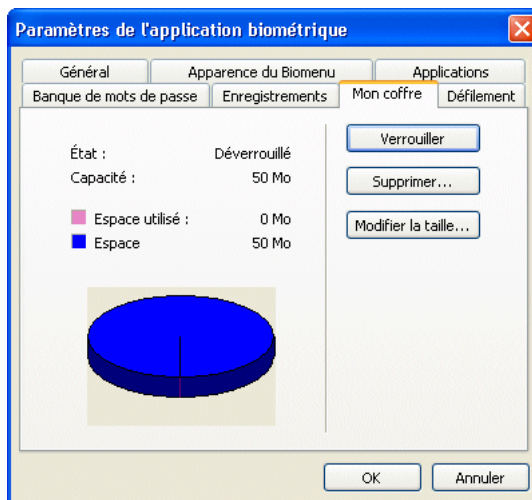 Paramètres de l'application biométrique
Général
Apparence du Biomenu
Applications
Banque de mots de passe
Enregistrements
Mon coffre
Défilement
État :
Déverrouillé
Capacité :
50 Mo
Espace utilisé :
0 Mo
Espace
50 Mo
Verrouiller
Supprimer...
Modifier la taille...
OK
Annuler